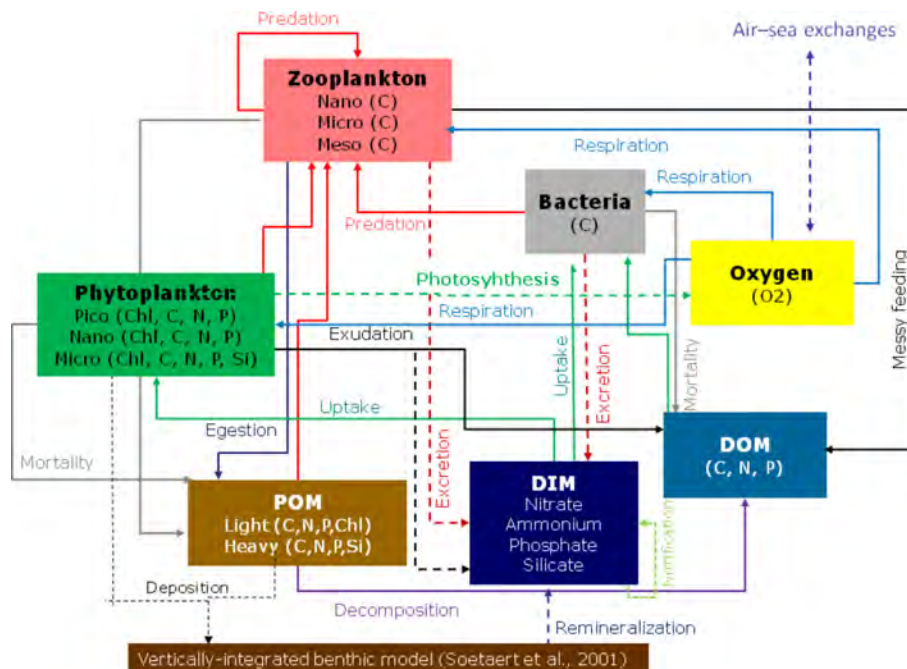 Predation
Air–sea exchanges
Zooplankton
Nano (C)
Micro (C)
Meso (C)
Respiration
Respiration
Bacteria
(C)
Predation
Oxygen
(O2)
Photosyhthesis
Phytoplankton:
Pico (Chl, C, N, P)
Nano (Chl, C, N, P)
Micro (Chl, C, N, P, Si)
Respiration
Exudation
Messy feeding
Uptake
Excretion
Mortality
Uptake
Egestion
Excretion
Mortality
DOM
(C, N, P)
POM
Light (C,N,P,Chl)
Heavy (C,N,P,Si)
DIM
Nitrate
Ammonium
Phosphate
Silicate
Nitrification
Deposition
Decomposition
Remineralization
Vertically-integrated benthic model (Soetaert et al., 2001)